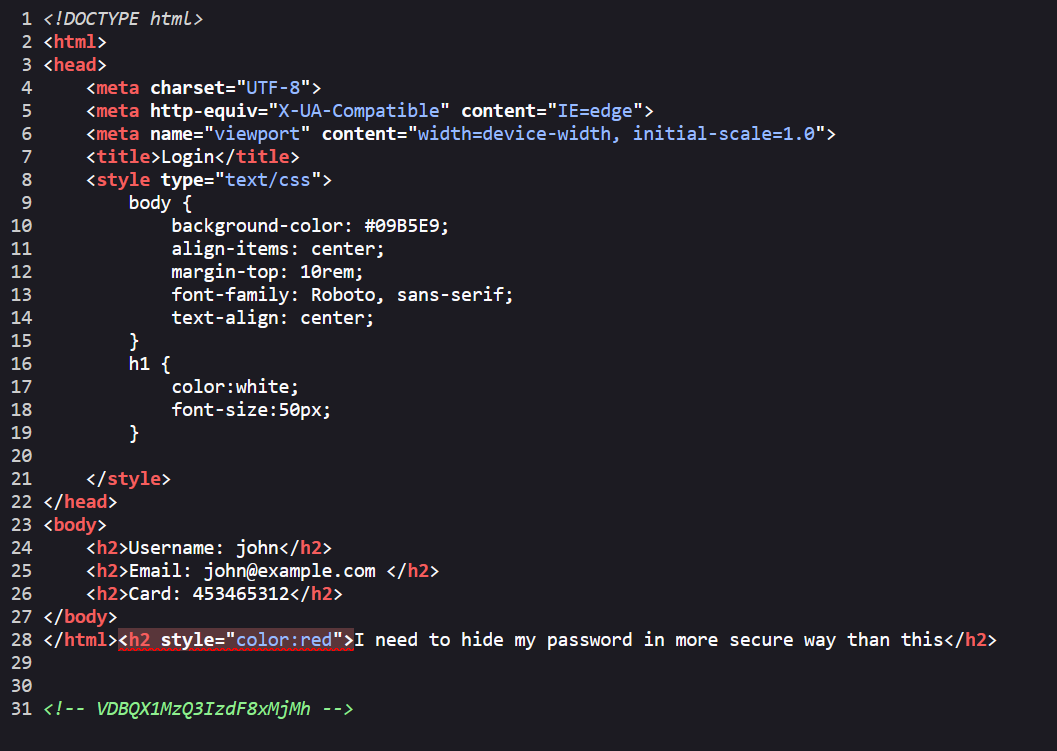 1 <!DOCTYPE html>
2 <html>
3 <head>
4     <meta charset="UTF-8">
5     <meta http-equiv="X-UA-Compatible" content="IE=edge">
6     <meta name="viewport" content="width=device-width, initial-scale=1.0">
7     <title>Login</title>
8     <style type="text/css">
9         body {
10             background-color: #09B5E9;
11             align-items: center;
12             margin-top: 10rem;
13             font-family: Roboto, sans-serif;
14             text-align: center;
15         }
16         h1 {
17             color:white;
18             font-size:50px;
19         }
20
21     </style>
22 </head>
23 <body>
24     <h2>Username: john</h2>
25     <h2>Email: john@example.com </h2>
26     <h2>Card: 453465312</h2>
27 </body>
28 </html><h2 style="color:red">I need to hide my password in more secure way than this</h2>
29
30
31 <!-- VDBQX1MzQ3IzdF8xMjMh -->